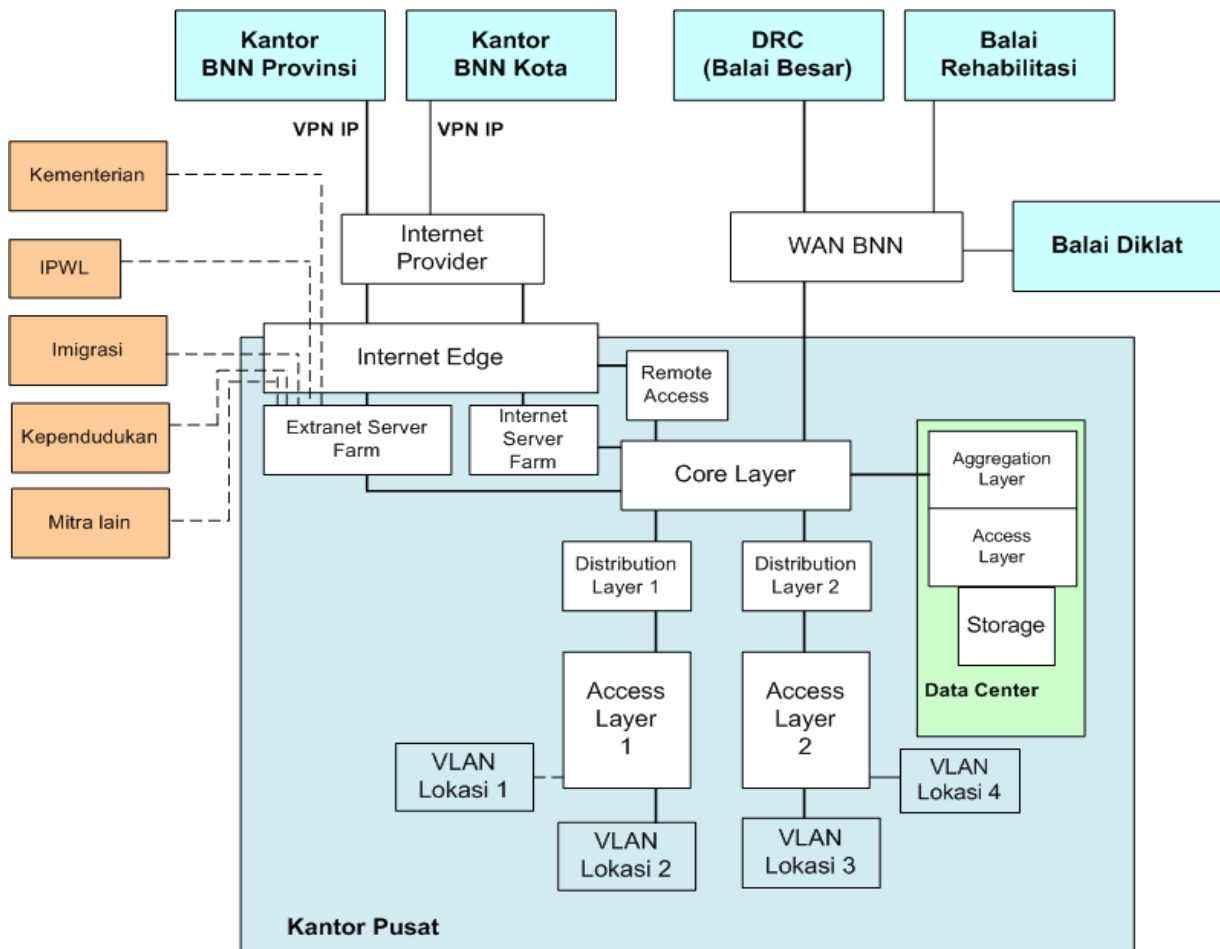 Kantor
BNN Provinsi
Kantor
BNN Kota
DRC
(Balai Besar)
Balai
Rehabilitasi
VPN IP
VPN IP
Kementerian
IPWL
Imigrasi
Kependudukan
Mitra lain
Internet
Provider
WAN BNN
Balai Diklat
Internet Edge
Remote
Access
Extranet Server
Farm
Internet
Server
Farm
Core Layer
Aggregation
Layer
Access
Layer
Storage
Data Center
Distribution
Layer 1
Distribution
Layer 2
Access
Layer
1
Access
Layer
2
VLAN
Lokasi 1
VLAN
Lokasi 2
VLAN
Lokasi 3
VLAN
Lokasi 4
Kantor Pusat